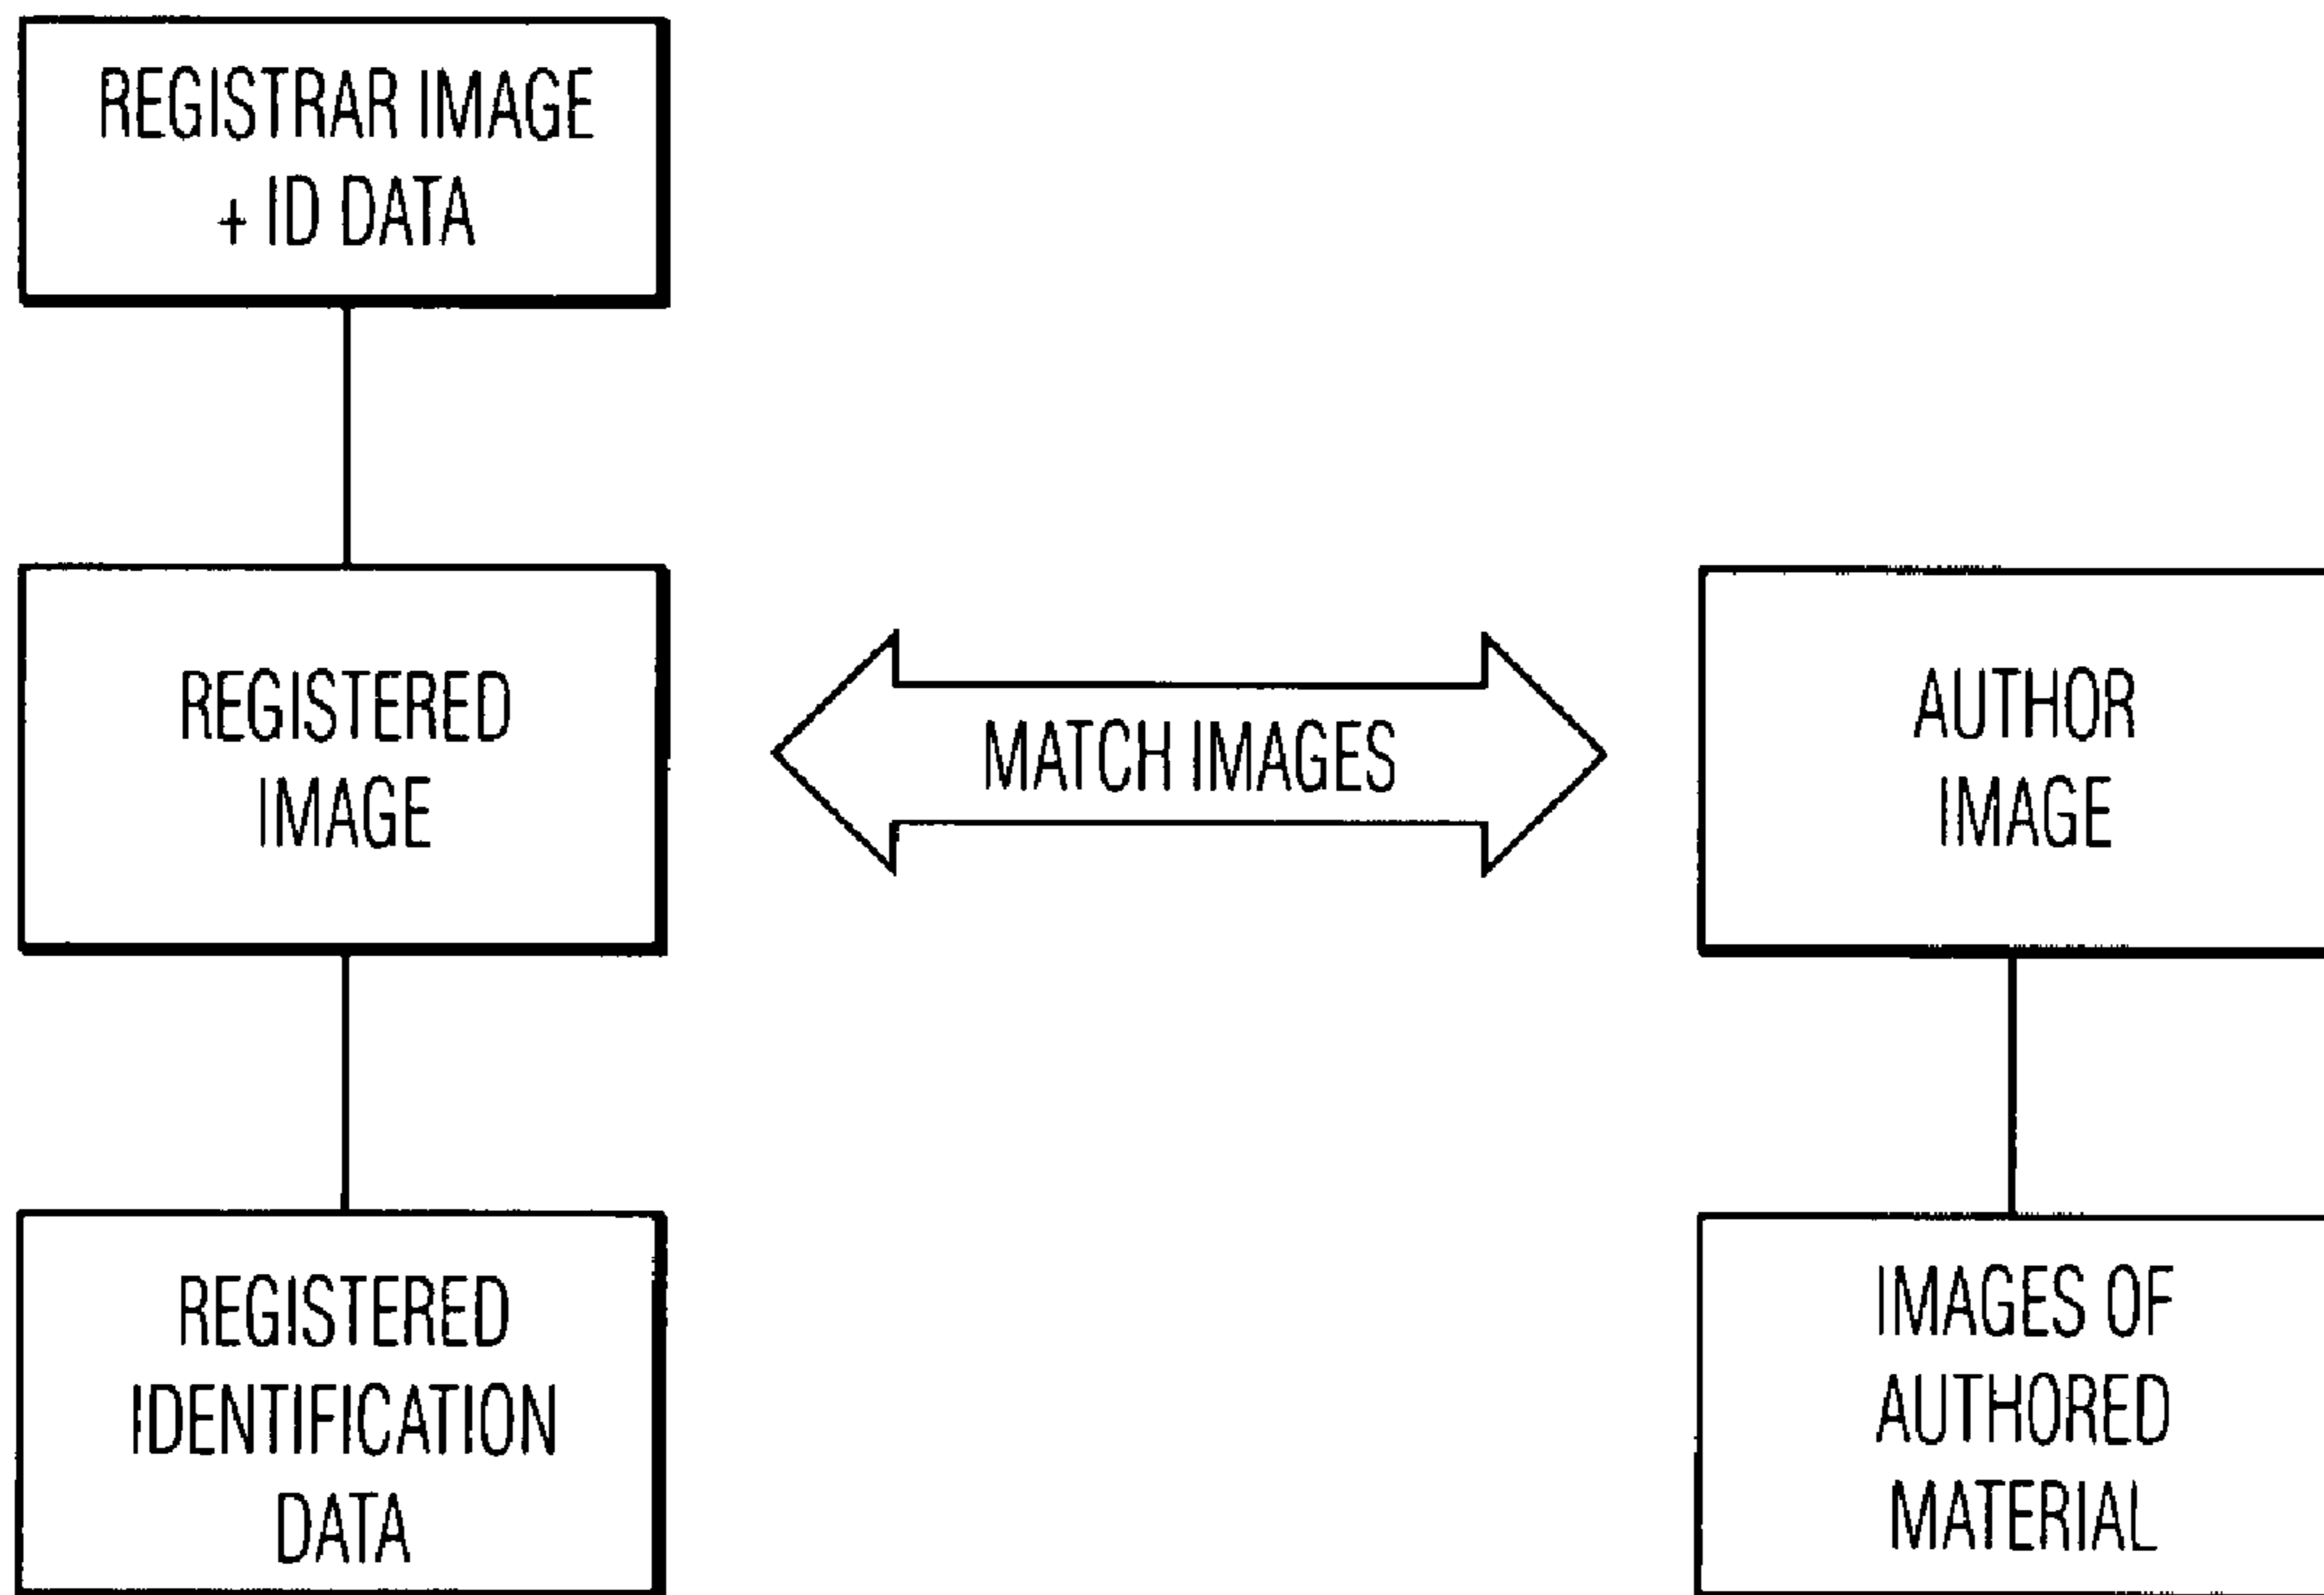 REGISTRAR IMAGE
+ ID DATA
REGISTERED
IMAGE
MATCH IMAGES
AUTHOR
IMAGE
REGISTERED
IDENTIFICATION
DATA
IMAGES OF
AUTHORED
MATERIAL